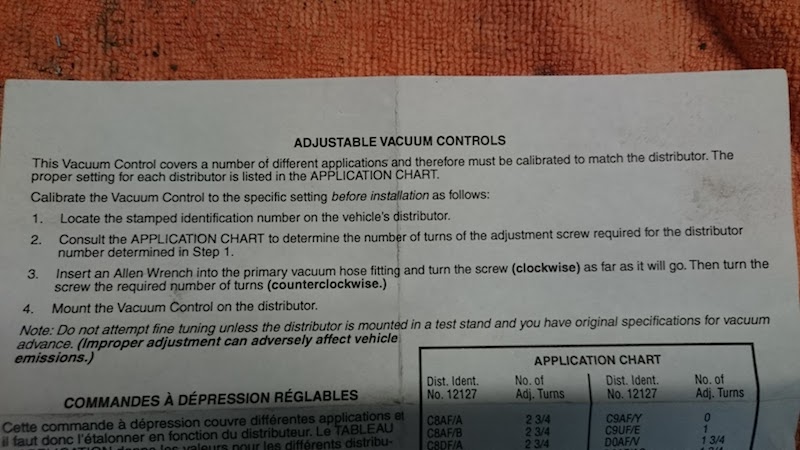 ADJUSTABLE VACUUM CONTROLS
This Vacuum Control covers a number of different applications and therefore must be calibrated to match the distributor. The
proper setting for each distributor is listed in the APPLICATION CHART.
Calibrate the Vacuum Control to the specific setting before installation as follows:
1. Locate the stamped identification number on the vehicle's distributor.
2. Consult the APPLICATION CHART to determine the number of turns of the adjustment screw required for the distributor
number determined in Step 1.
3. Insert an Allen Wrench into the primary vacuum hose fitting and turn the screw (clockwise) as far as it will go. Then turn the
screw the required number of turns (counterclockwise.)
4. Mount the Vacuum Control on the distributor.
Note: Do not attempt fine tuning unless the distributor is mounted in a test stand and you have original specifications for vacuum
advance. (Improper adjustment can adversely affect vehicle
emissions.)
APPLICATION CHART
Dist. Ident. No. of Dist. Ident. No. of
No. 12127 Adj. Turns No. 12127 Adj. Turns
C8AF/A 2 3/4 C9AF/Y 0
C8AF/B 2 3/4 C9UF/E 1
C8DF/A 2 3/4 D0AF/V 1 3/4
COMMANDES À DÉPRESSION RÉGLABLES
Cette commande à dépression couvre différentes applications et
il faut donc l'étalonner en fonction du distributeur. Le TABLEAU
donne les valeurs pour les différents distribu-